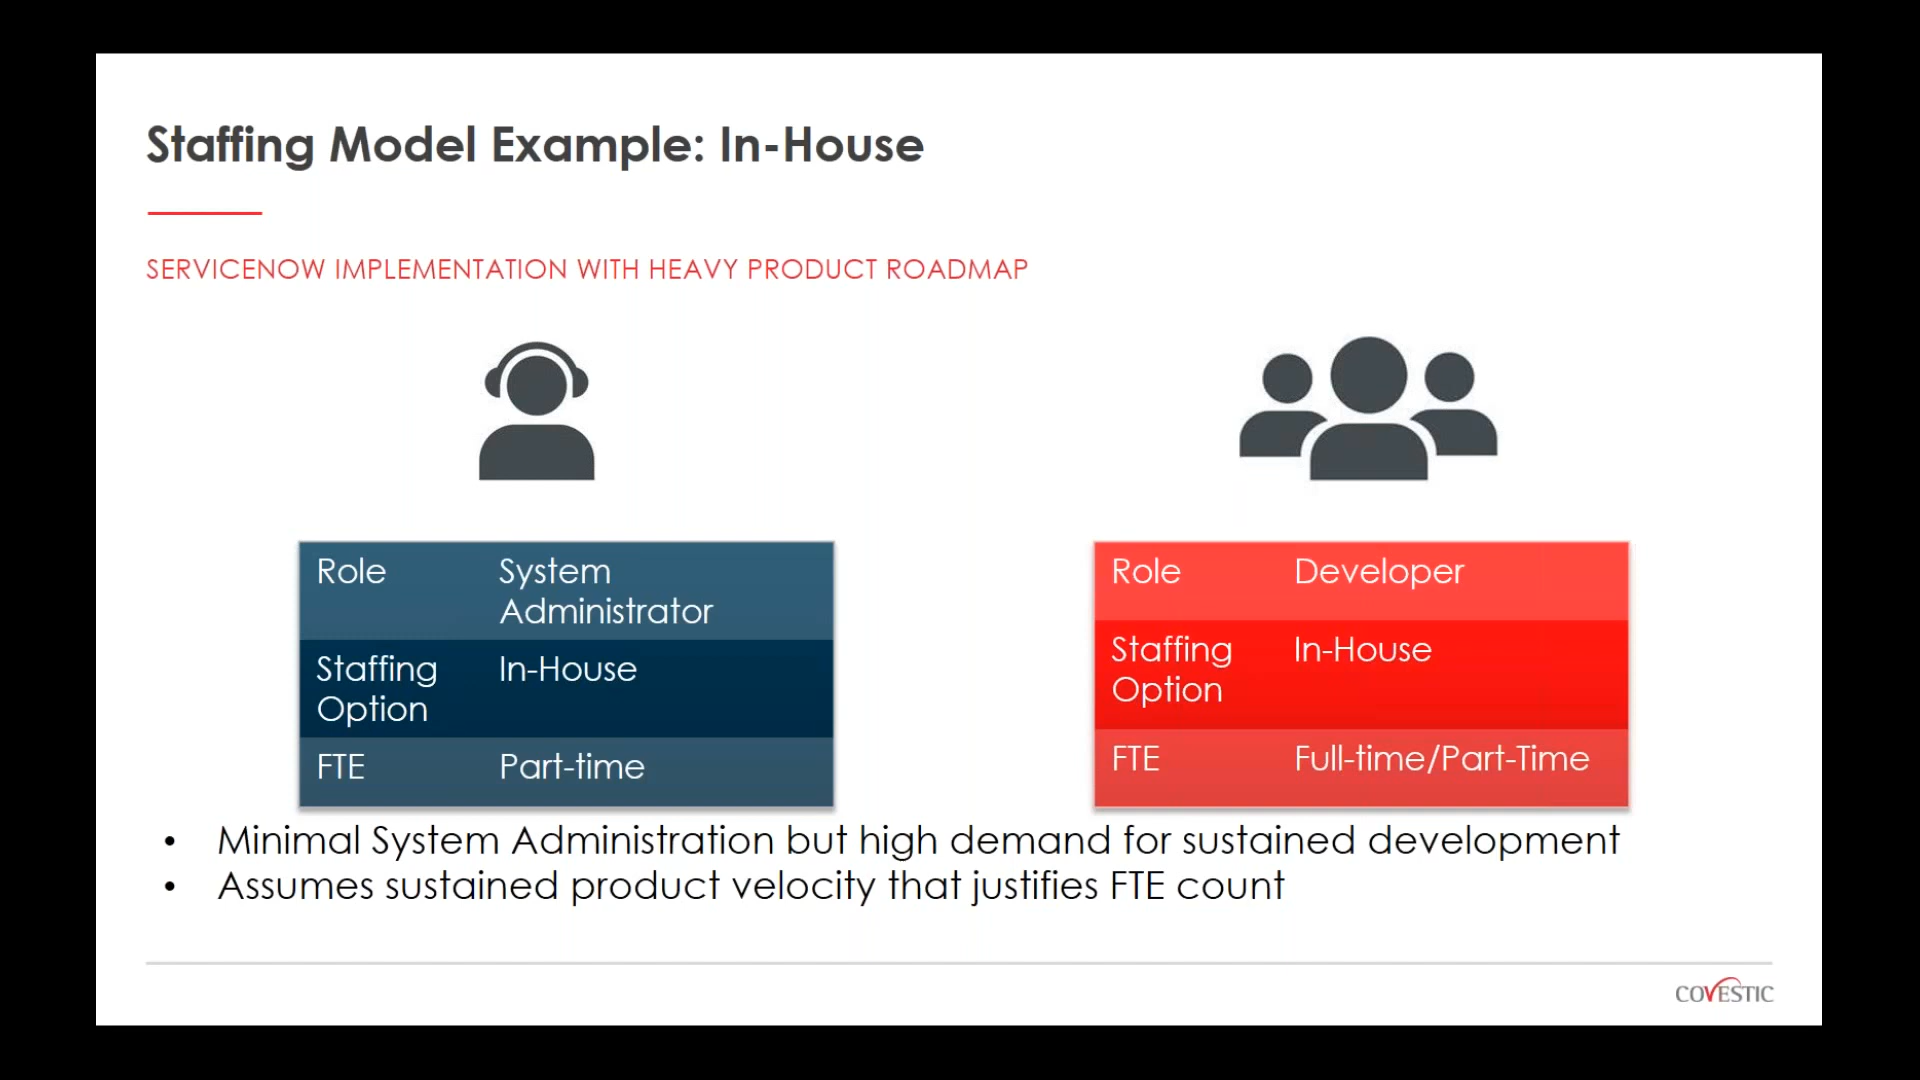 Staffing Model Example: In-House
SERVICENOW IMPLEMENTATION WITH HEAVY PRODUCT ROADMAP
Role System
Administrator
Staffing In-House
Option
FTE Part-time
Role Developer
Staffing In-House
Option
FTE Full-time/Part-Time
• Minimal System Administration but high demand for sustained development
• Assumes sustained product velocity that justifies FTE count
COVESTIC